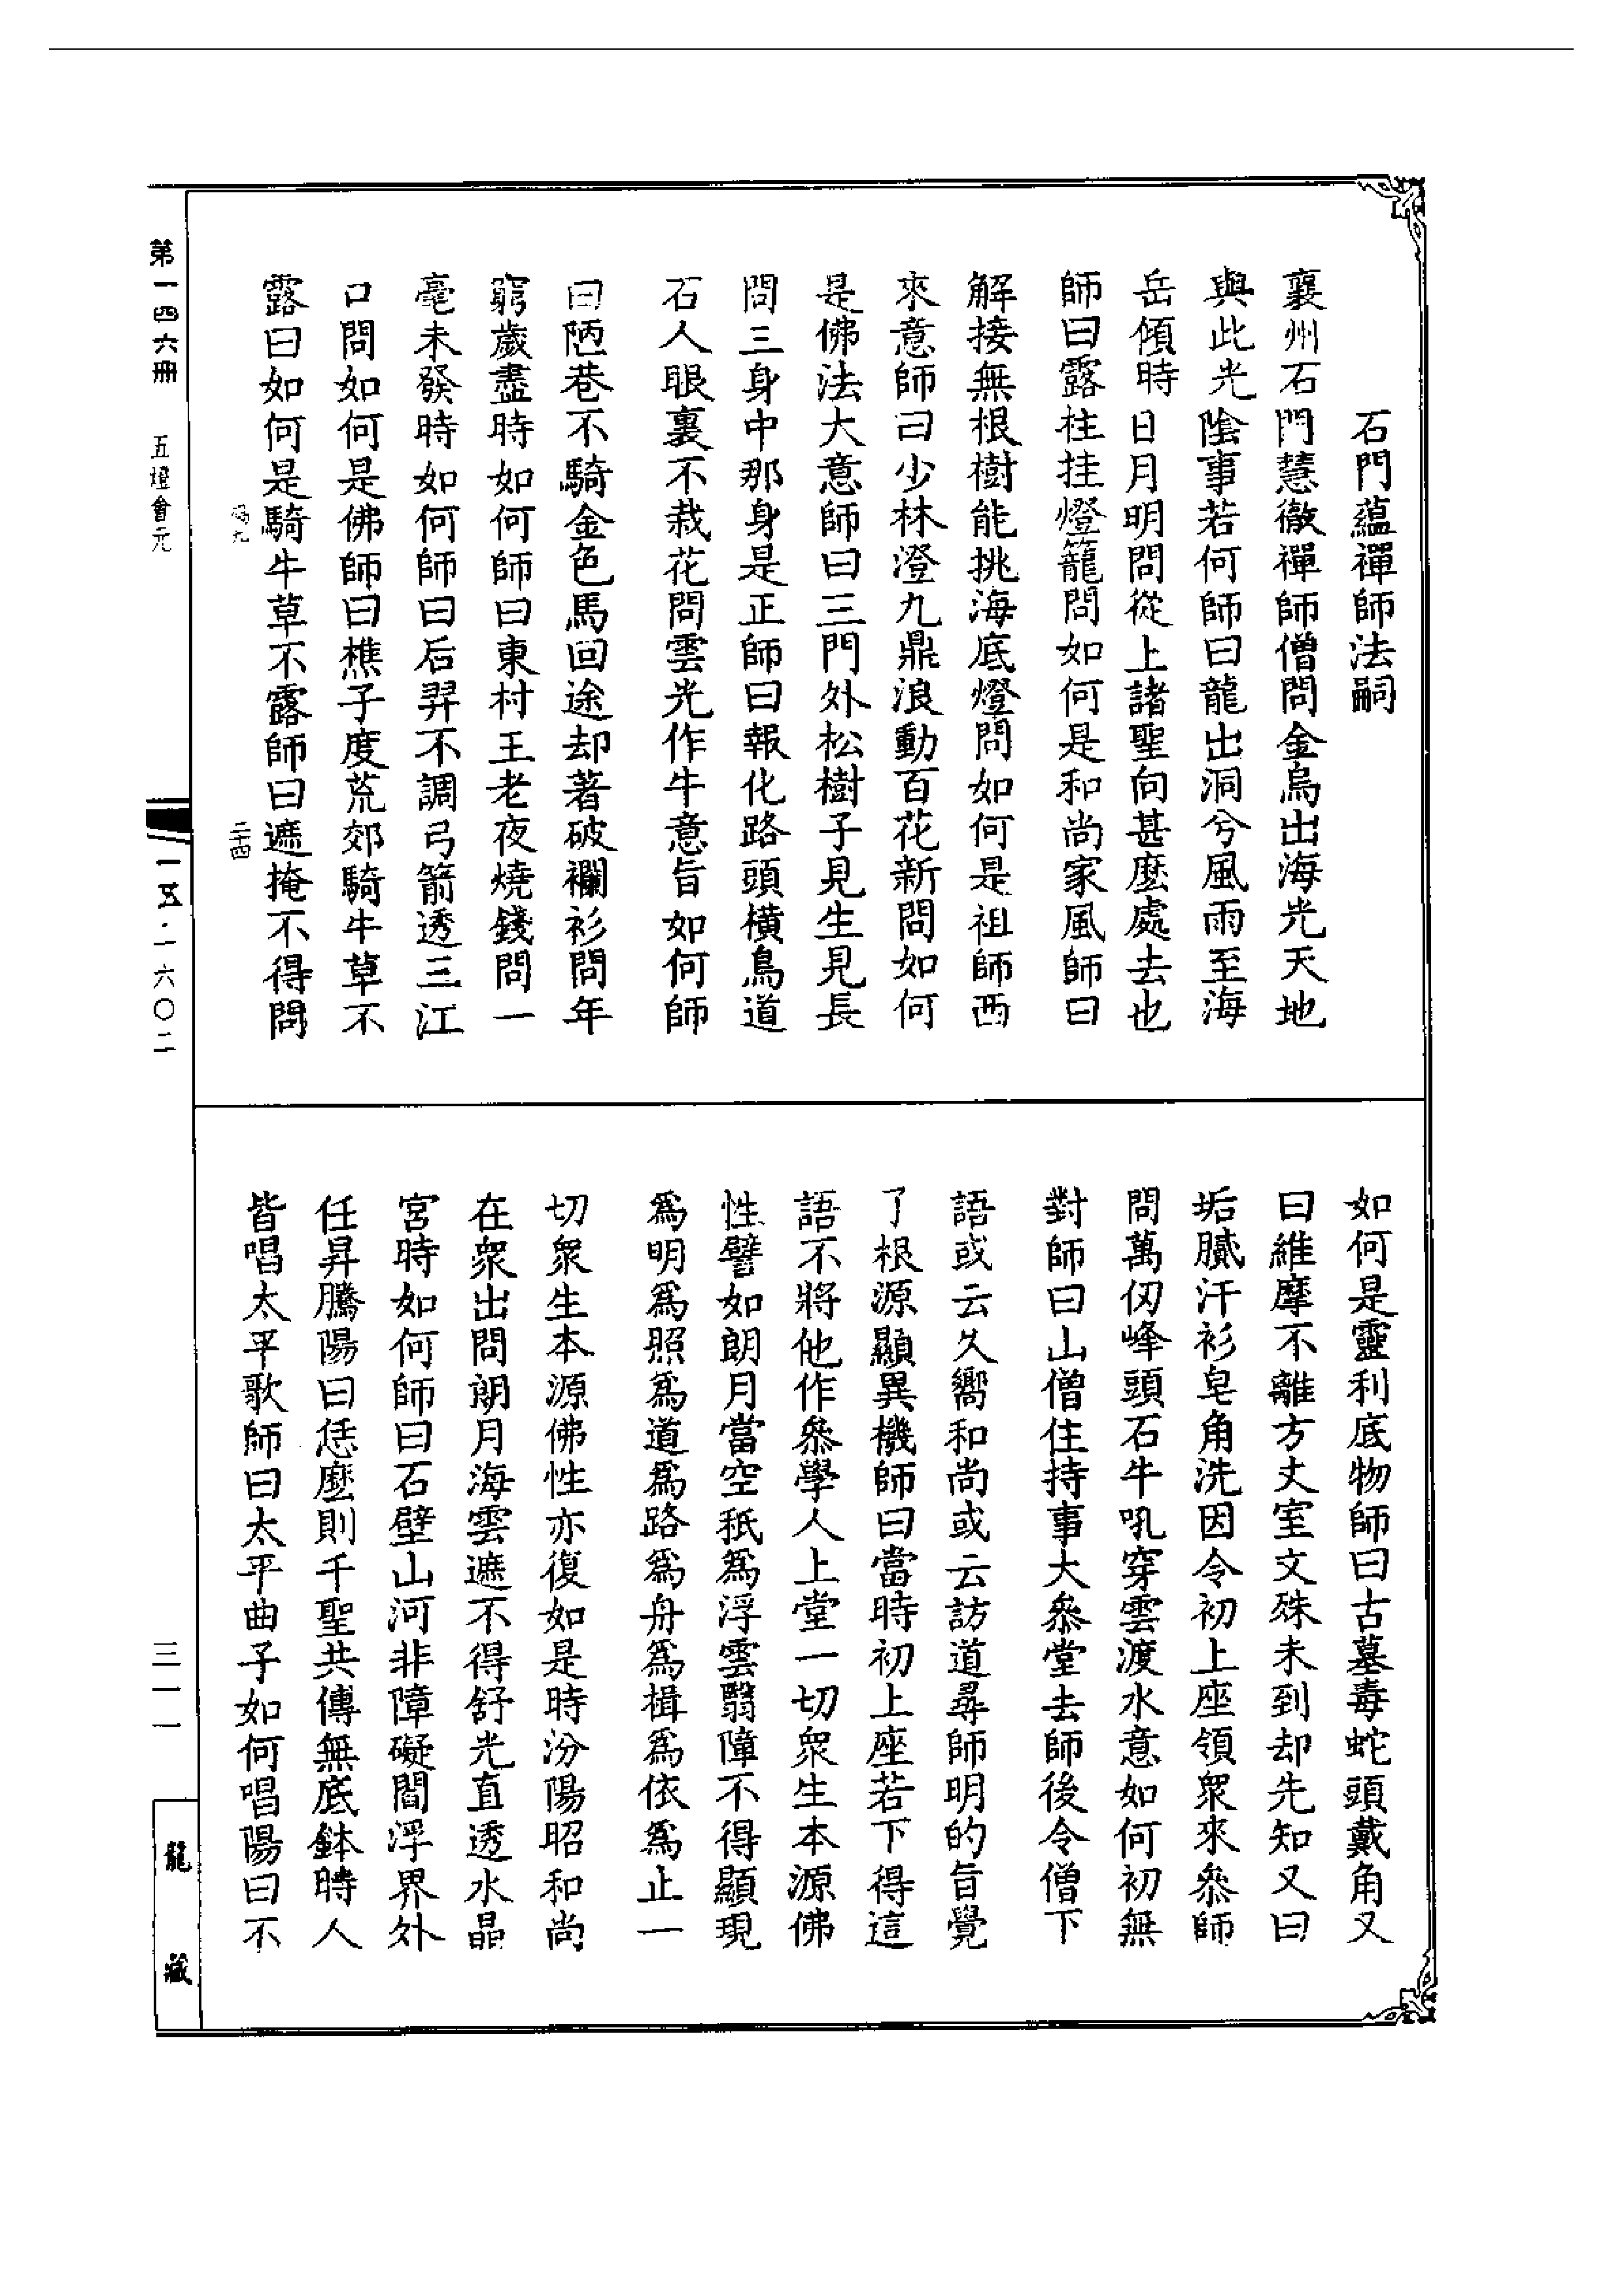 石門蘊禪師法嗣
襄州石門慧徹禪師僧問金烏出海光天地
與此光陰事若何師曰龍出洞兮風雨至海
岳傾時日月明問從上諸聖向甚麼處去也
師曰露柱挂燈籠問如何是和尚家風師曰
解接無根樹能挑海底燈問如何是祖師西
來意師曰少林澄九鼎浪動百花新問如何
是佛法大意師曰三門外松樹子見生見長
問三身中那身是正師曰報化路頭橫鳥道
石人眼裏不栽花問雲光作牛意旨如何師
曰陋巷不騎金色馬回途却著破襴衫問年
窮歲盡時如何師曰東村王老夜燒錢問一
毫未發時如何師曰后羿不調弓箭透三江
口問如何是佛師曰樵子度荒郊騎牛草不
露曰如何是騎牛草不露師曰遮掩不得問
二十四
如何是靈利底物師曰古墓毒蛇頭戴角又
曰維摩不離方丈室文殊未到却先知又曰
垢膩汗衫皂角洗因令初上座領衆來參師
問萬仞峰頭石牛吼穿雲渡水意如何初無
對師曰山僧住持事大叅堂去師後令僧下
語或云久嚮和尚或云訪道尋師明的旨覺
了根源顯異機師曰當時初上座若下得這
語不將他作叅學人上堂一切衆生本源佛
性譬如朗月當空秖爲浮雲翳障不得顯現
爲明爲照爲道爲路爲舟爲楫爲依爲止一
切衆生本源佛性亦復如是時汾陽昭和尚
在衆出問朗月海雲遮不得舒光直透水晶
宮時如何師曰石壁山河非障礙閻浮界外
任昇騰陽曰恁麼則千聖共傳無底鉢時人
皆唱太平歌師曰太平曲子如何唱陽曰不
第一四六冊 五燈會元 一五·一六〇二 三一一 龍藏